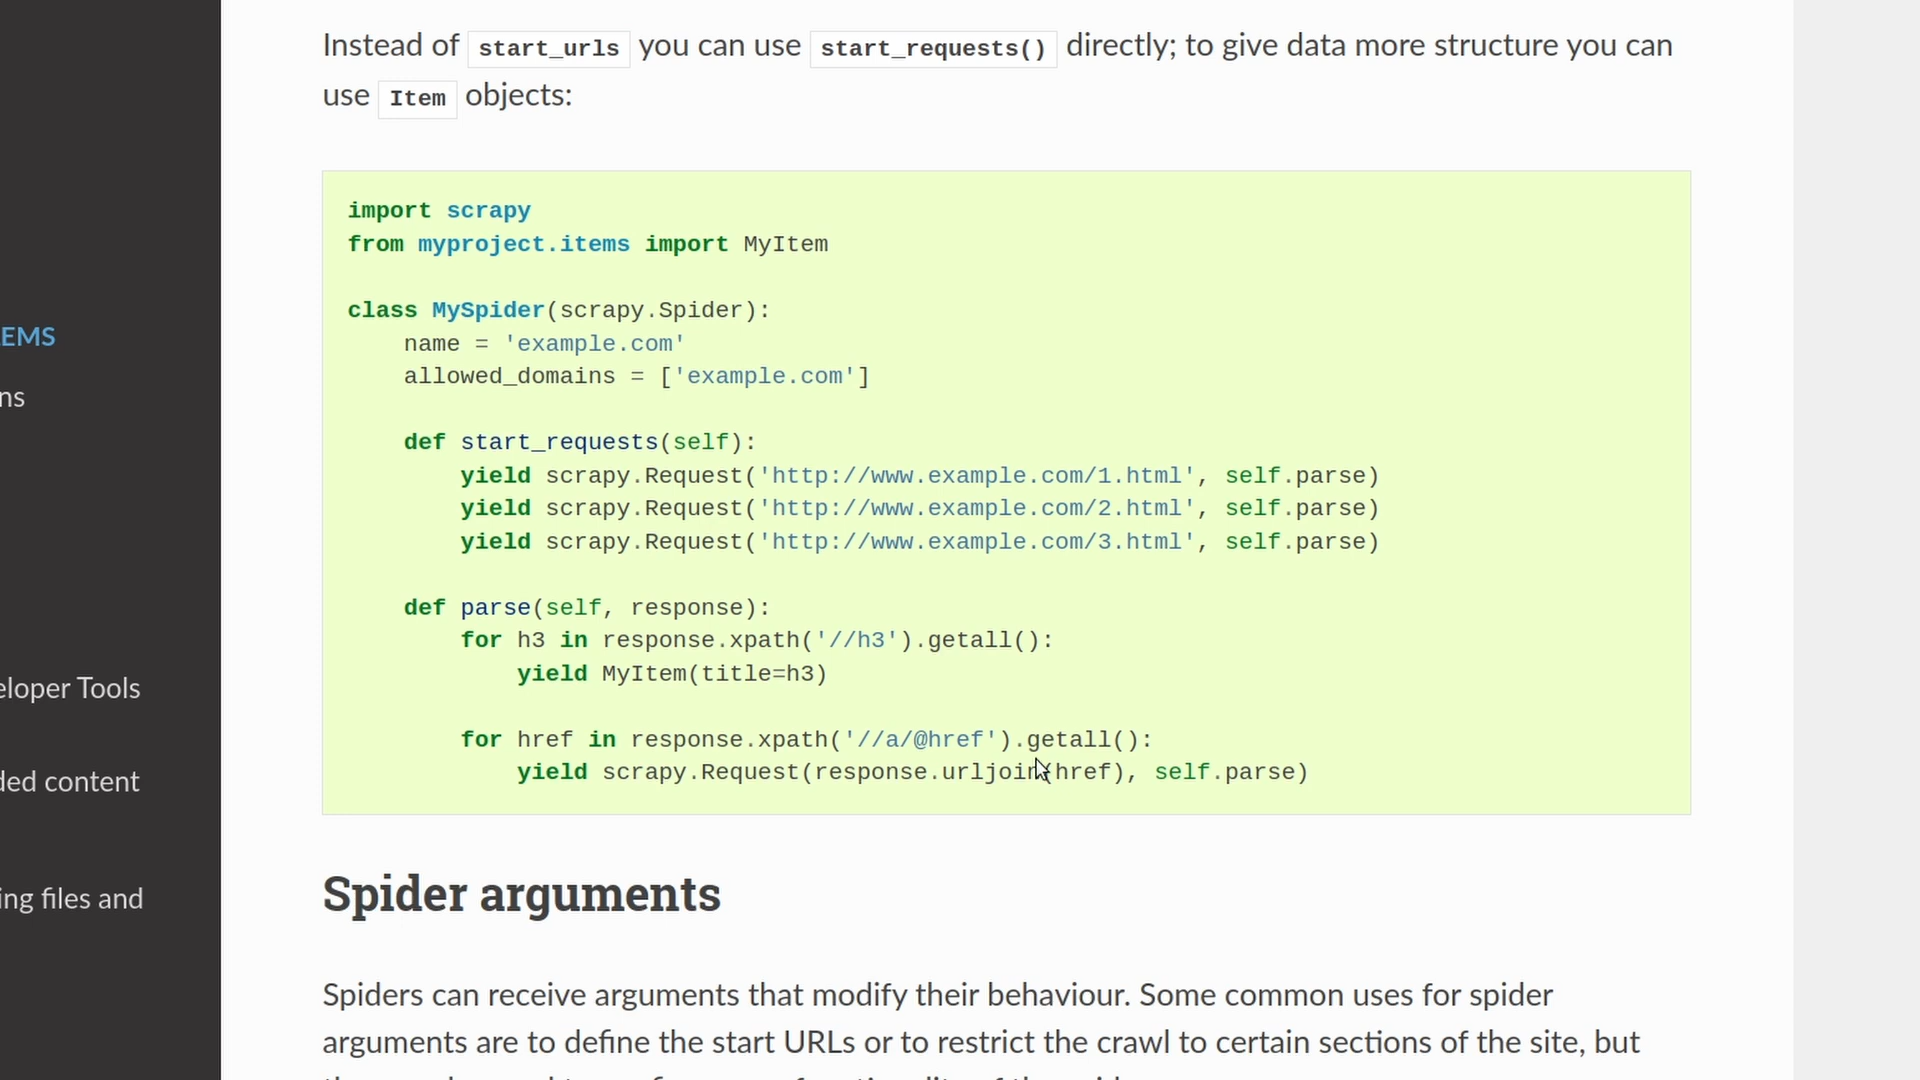 Instead of start_urls you can use start_requests() directly; to give data more structure you can
use Item objects:
import scrapy
from myproject.items import MyItem
class MySpider(scrapy.Spider):
    name = 'example.com'
    allowed_domains = ['example.com']
    def start_requests(self):
        yield scrapy.Request('http://www.example.com/1.html', self.parse)
        yield scrapy.Request('http://www.example.com/2.html', self.parse)
        yield scrapy.Request('http://www.example.com/3.html', self.parse)
    def parse(self, response):
        for h3 in response.xpath('//h3').getall():
            yield MyItem(title=h3)
        for href in response.xpath('//a/@href').getall():
            yield scrapy.Request(response.urljoin(href), self.parse)
Spider arguments
Spiders can receive arguments that modify their behaviour. Some common uses for spider
arguments are to define the start URLs or to restrict the crawl to certain sections of the site, but
EMS
ns
eloper Tools
ded content
ing files and